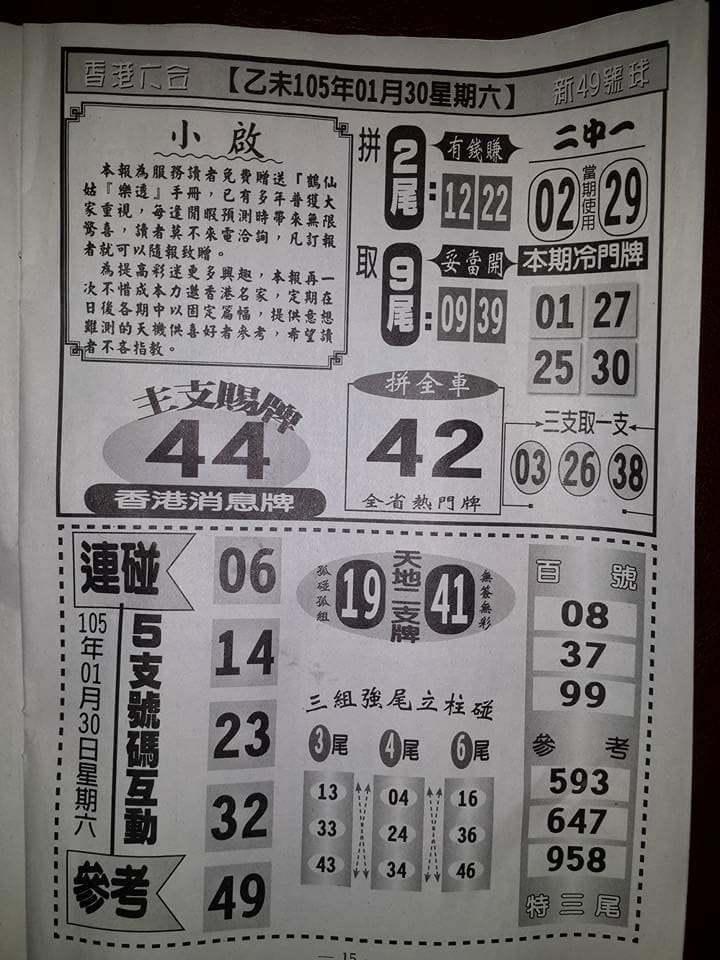 香港六合
【乙未105年01月30星期六】
新49號球
小啟
本報為服務讀者免費贈送「鶴仙
姑『樂透』手冊，已有多年普獲大
家重視，每逢閒暇預測時帶來無限
驚喜，讀者莫不來電洽詢，凡訂報
者就可以隨報致贈。
為提高彩迷更多興趣，本報再一
次不惜成本力邀香港名家，定期在
日後各期中以固定篇幅，提供意想
難測的天機供喜好者參考，希望讀
者不吝指教。
拼
2尾
：
有錢賺
12 22
取
9尾
：
妥當開
09 39
二中一
02
當期使用
29
本期冷門牌
01 27
25 30
主支賜牌
44
香港消息牌
拼全車
42
全省熱門牌
三支取一支
03 26 38
連碰
105年01月30日星期六
5支號碼互動
參考
06
14
23
32
49
孤碰孤組
19
天地二支牌
41
無簽無彩
三組強尾立柱碰
3尾 4尾 6尾
13 04 16
33 24 36
43 34 46
百號
08
37
99
參考
593
647
958
特三尾
— 15 —